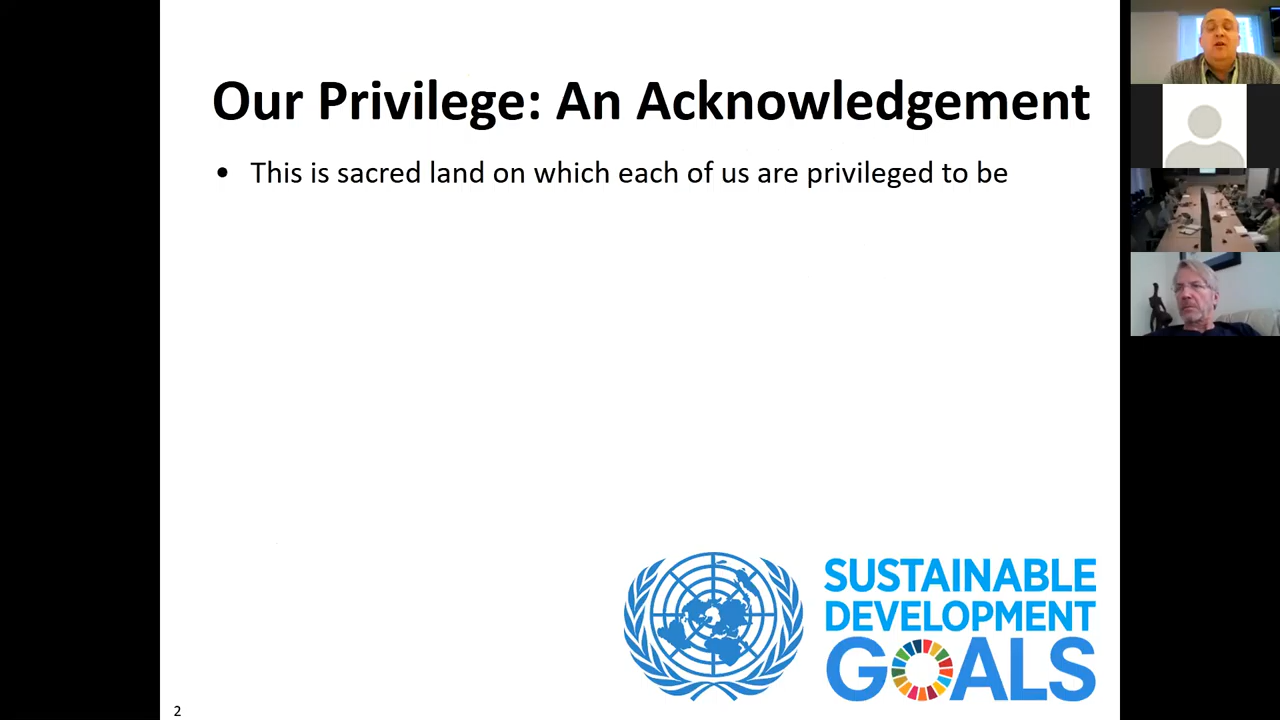 Our Privilege: An Acknowledgement
• This is sacred land on which each of us are privileged to be
SUSTAINABLE
DEVELOPMENT
GOALS
2